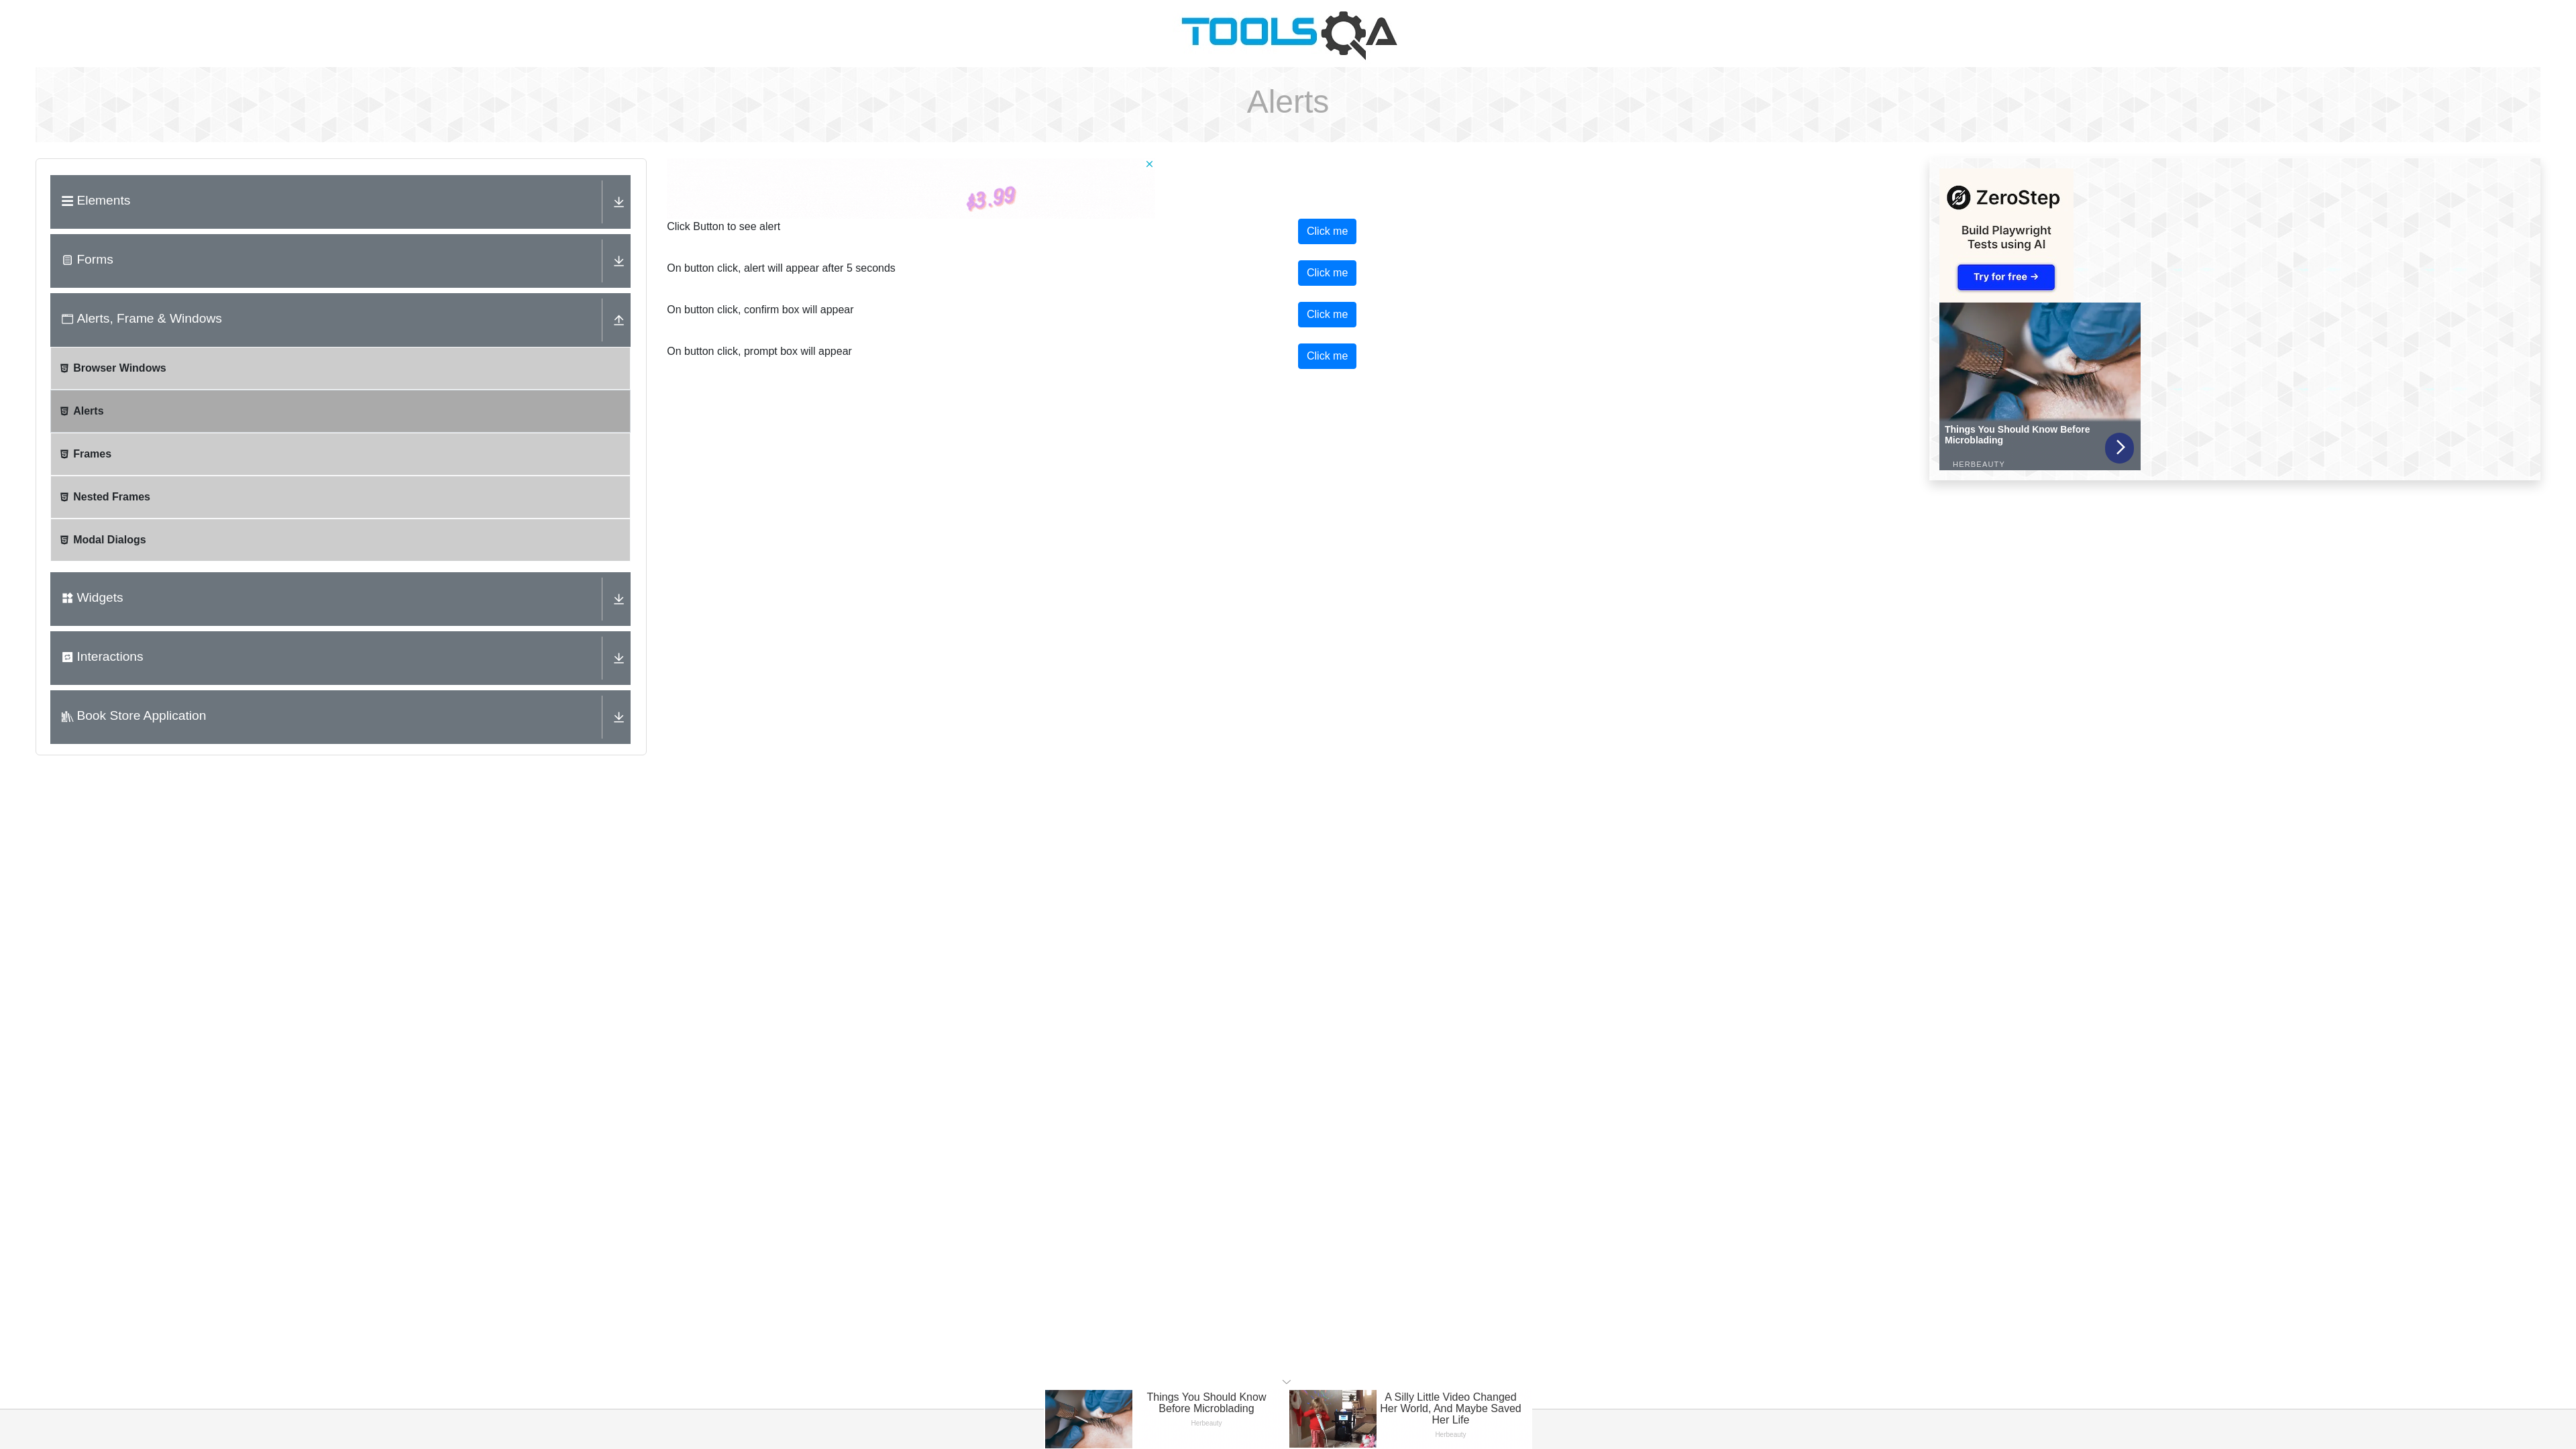 TOOLSQA
Alerts
Elements
Forms
Alerts, Frame & Windows
Browser Windows
Alerts
Frames
Nested Frames
Modal Dialogs
Widgets
Interactions
Book Store Application
$3.99
Click Button to see alert
Click me
On button click, alert will appear after 5 seconds
Click me
On button click, confirm box will appear
Click me
On button click, prompt box will appear
Click me
ZeroStep
Build Playwright
Tests using AI
Try for free →
Things You Should Know Before
Microblading
HERBEAUTY
Things You Should Know
Before Microblading
Herbeauty
A Silly Little Video Changed
Her World, And Maybe Saved
Her Life
Herbeauty